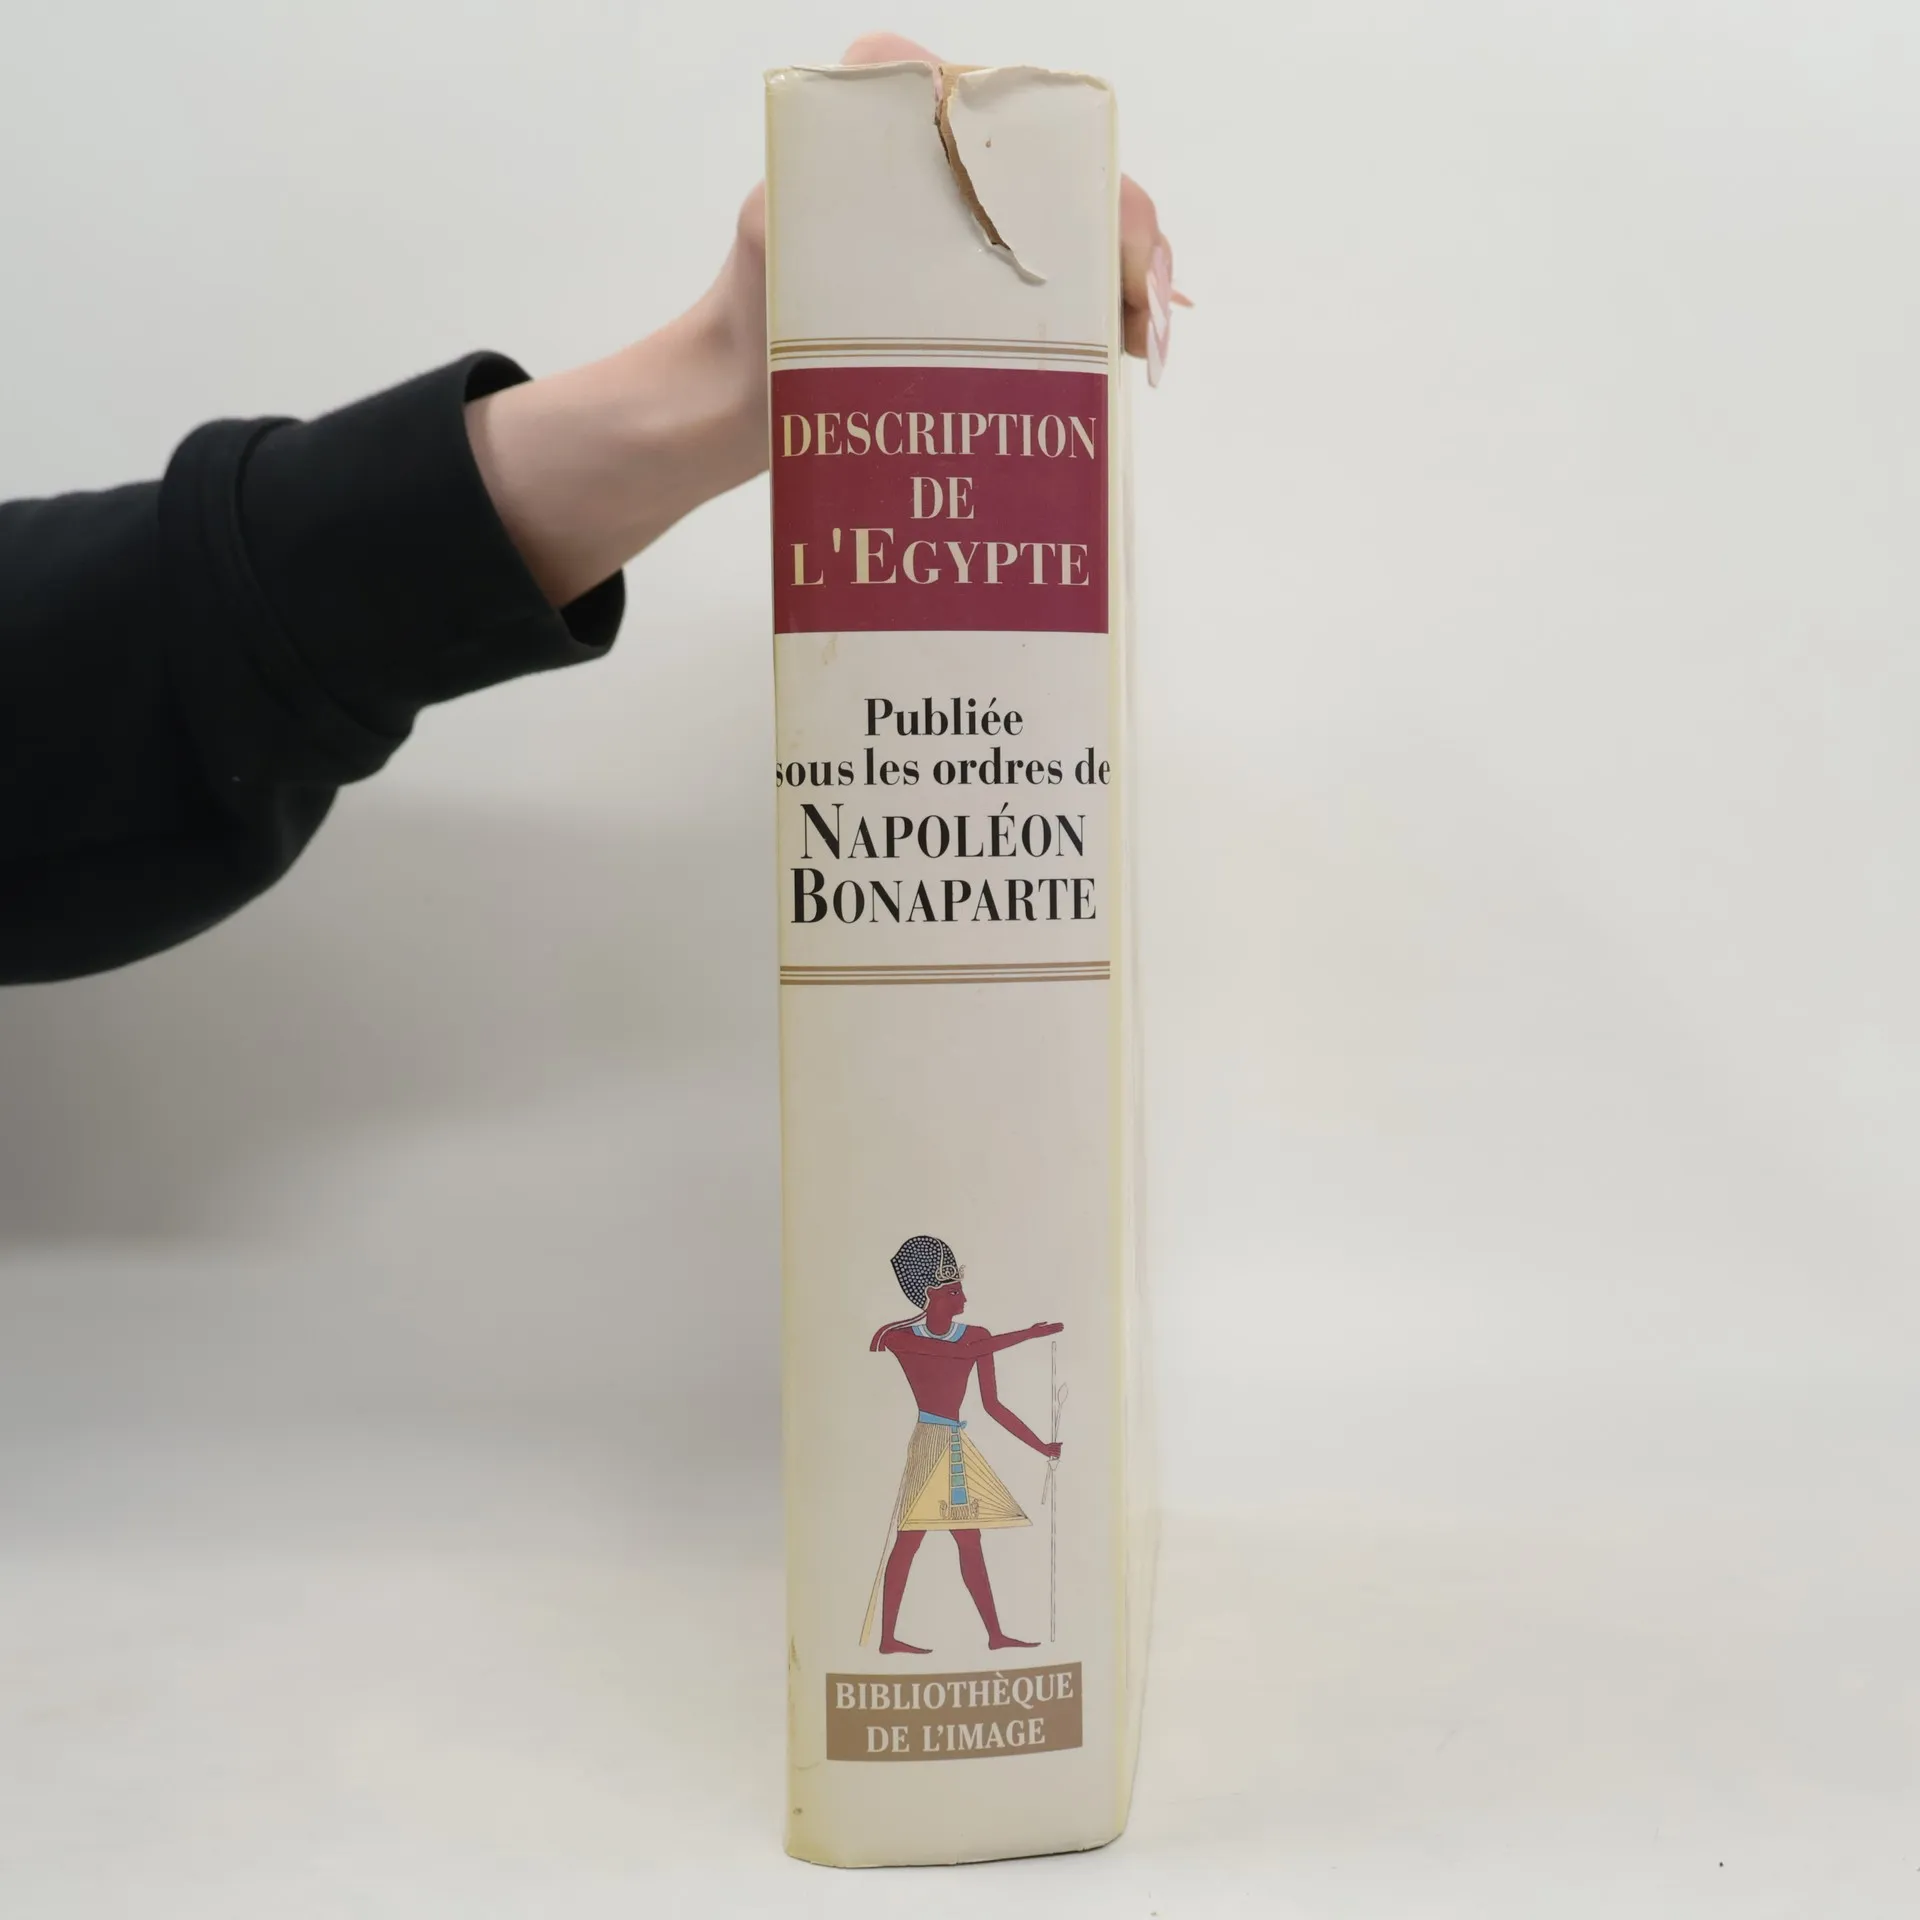 DESCRIPTION
DE
L'EGYPTE
Publiée
sous les ordres de
NAPOLÉON
BONAPARTE
BIBLIOTHÈQUE
DE L'IMAGE